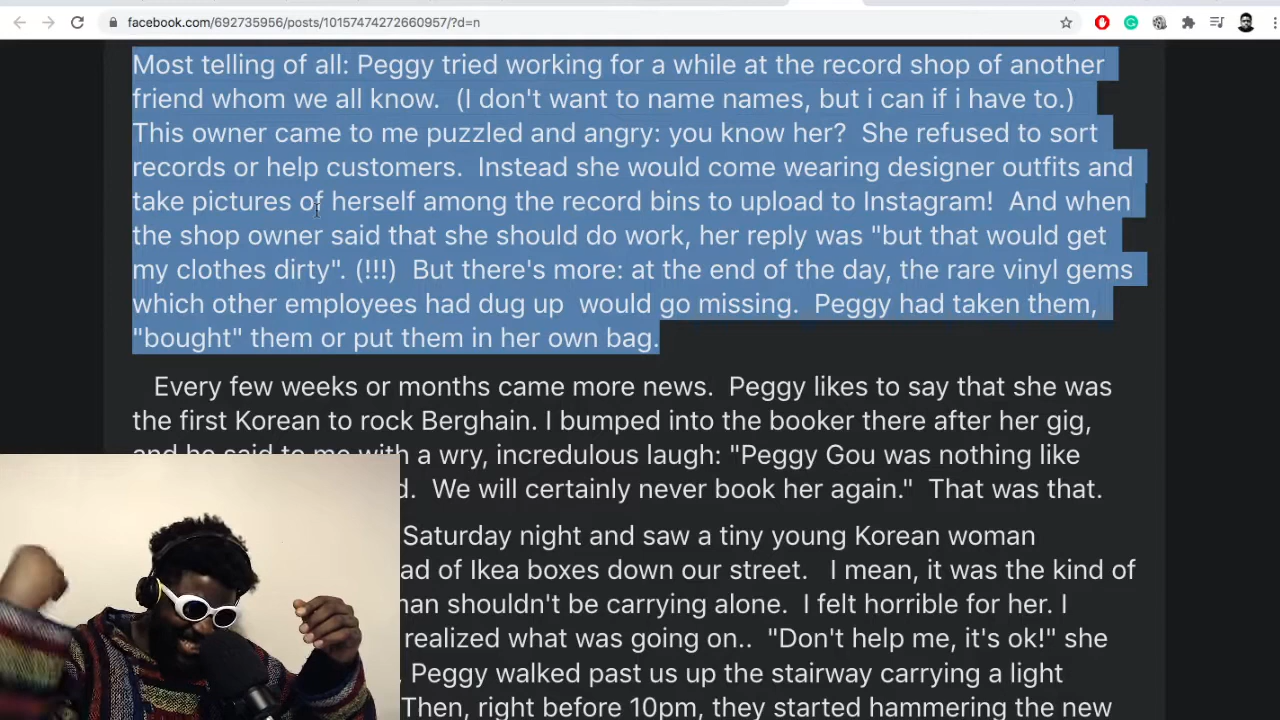 facebook.com/692735956/posts/10157474272660957/?d=n
Most telling of all: Peggy tried working for a while at the record shop of another
friend whom we all know.  (I don't want to name names, but i can if i have to.)
This owner came to me puzzled and angry: you know her?  She refused to sort
records or help customers.  Instead she would come wearing designer outfits and
take pictures of herself among the record bins to upload to Instagram!  And when
the shop owner said that she should do work, her reply was "but that would get
my clothes dirty". (!!!)  But there's more: at the end of the day, the rare vinyl gems
which other employees had dug up  would go missing.  Peggy had taken them,
"bought" them or put them in her own bag.
Every few weeks or months came more news.  Peggy likes to say that she was
the first Korean to rock Berghain. I bumped into the booker there after her gig,
and he said to me with a wry, incredulous laugh: "Peggy Gou was nothing like
d.  We will certainly never book her again."  That was that.
Saturday night and saw a tiny young Korean woman
ad of Ikea boxes down our street.   I mean, it was the kind of
nan shouldn't be carrying alone.  I felt horrible for her. I
realized what was going on..  "Don't help me, it's ok!" she
. Peggy walked past us up the stairway carrying a light
Then, right before 10pm, they started hammering the new